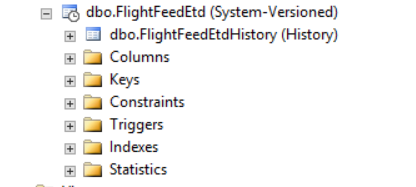 dbo.FlightFeedEtd (System-Versioned)
dbo.FlightFeedEtdHistory (History)
Columns
Keys
Constraints
Triggers
Indexes
Statistics